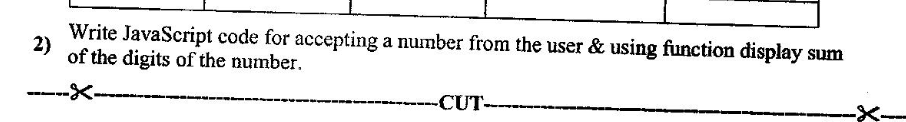 2) Write JavaScript code for accepting a number from the user & using function display sum
of the digits of the number.
CUT